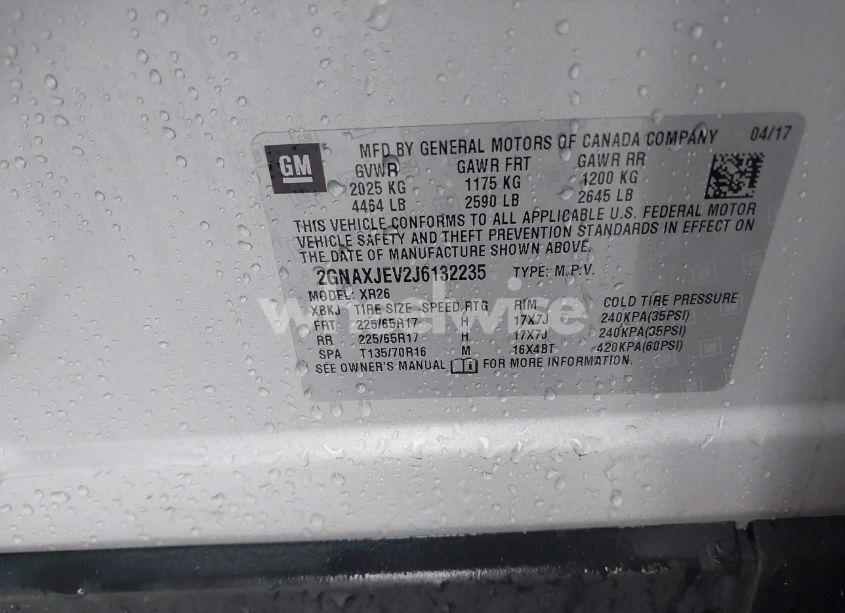 GM
MFD BY GENERAL MOTORS OF CANADA COMPANY 04/17
GVWR GAWR FRT GAWR RR
2025 KG 1175 KG 1200 KG
4464 LB 2590 LB 2645 LB
THIS VEHICLE CONFORMS TO ALL APPLICABLE U.S. FEDERAL MOTOR
VEHICLE SAFETY AND THEFT PREVENTION STANDARDS IN EFFECT ON
THE DATE OF MANUFACTURE SHOWN ABOVE.
2GNAXJEV2J6132235 TYPE: M.P.V.
MODEL: XR26
XBKJ TIRE SIZE SPEED RTG RIM COLD TIRE PRESSURE
FRT 225/65R17 H 17X7J 240KPA(35PSI)
RR 225/65R17 H 17X7J 240KPA(35PSI)
SPA T135/70R16 M 16X4BT 420KPA(60PSI)
SEE OWNER'S MANUAL FOR MORE INFORMATION.
wheelwire